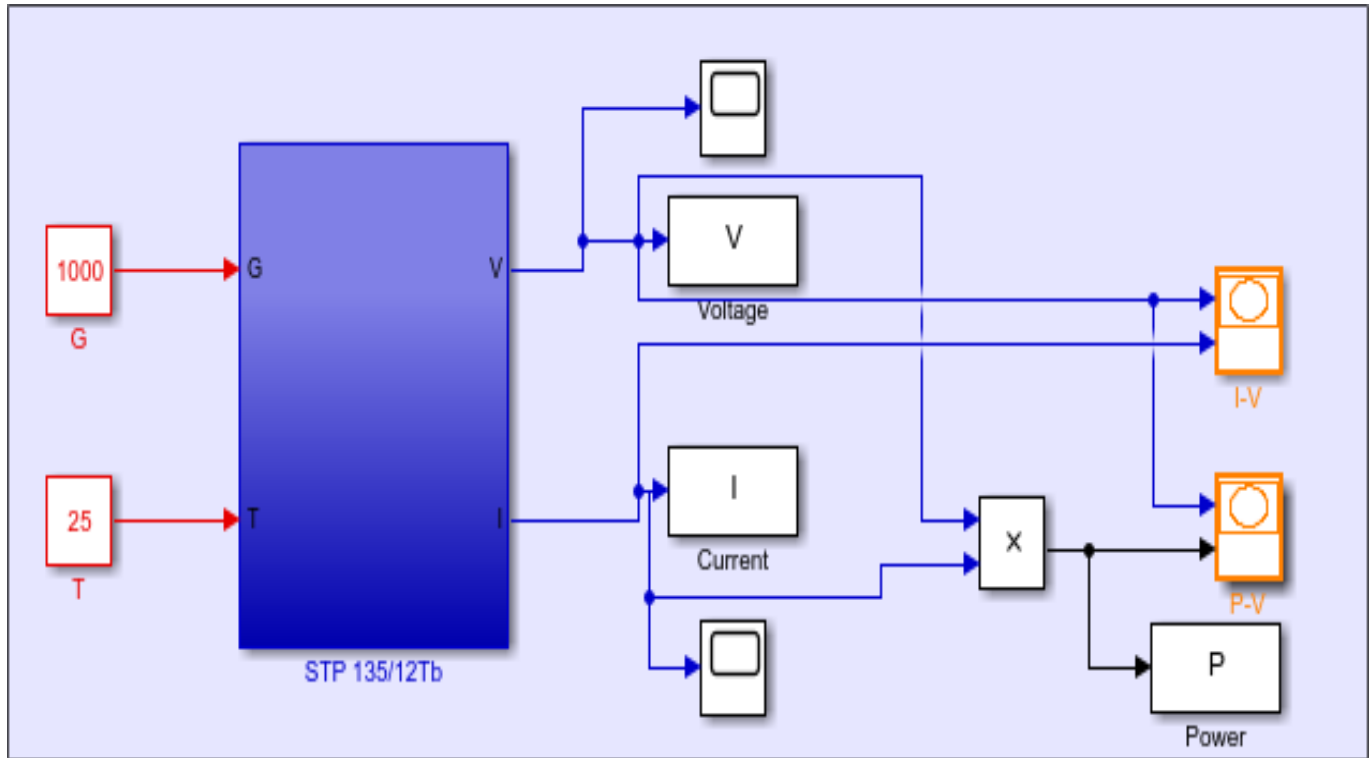 V
Voltage
1000
G
G
V
I-V
I
Current
25
T
T
I
X
P-V
STP 135/12Tb
P
Power